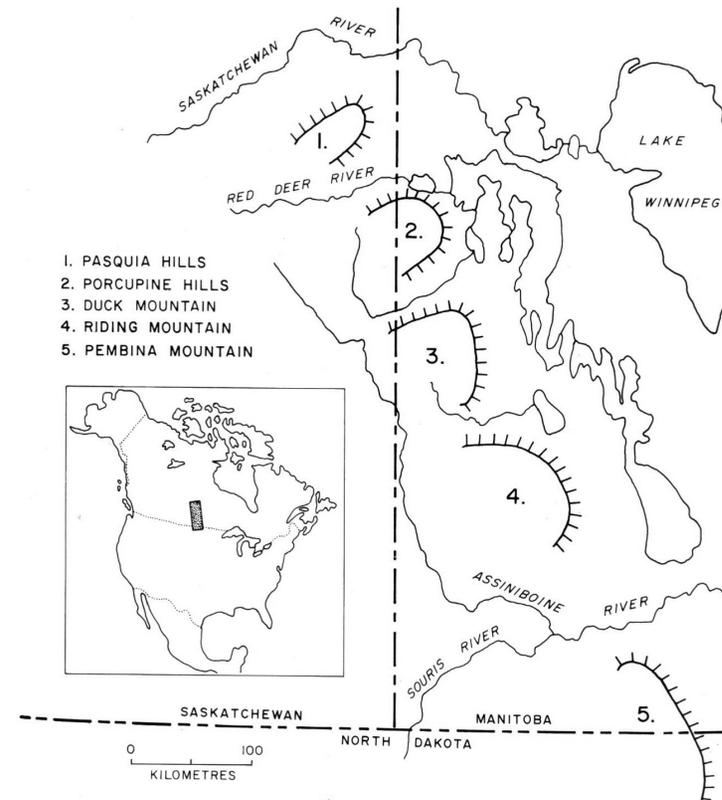 RIVER
SASKATCHEWAN
1.
LAKE
RED DEER RIVER
WINNIPEG
2.
1. PASQUIA HILLS
2. PORCUPINE HILLS
3. DUCK MOUNTAIN
4. RIDING MOUNTAIN
5. PEMBINA MOUNTAIN
3.
4.
ASSINIBOINE
RIVER
SOURIS RIVER
SASKATCHEWAN
MANITOBA
5.
NORTH DAKOTA
0 100
KILOMETRES